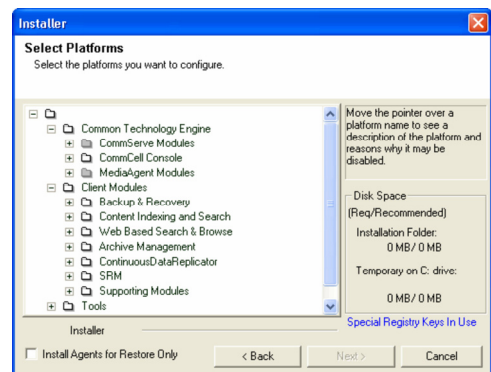 Installer
Select Platforms
Select the platforms you want to configure.
Common Technology Engine
CommServe Modules
CommCell Console
MediaAgent Modules
Client Modules
Backup & Recovery
Content Indexing and Search
Web Based Search & Browse
Archive Management
ContinuousDataReplicator
SRM
Supporting Modules
Tools
Move the pointer over a
platform name to see a
description of the platform and
reasons why it may be
disabled.
Disk Space
(Req/Recommended)
Installation Folder:
0 MB/ 0 MB
Temporary on C: drive:
0 MB/ 0 MB
Special Registry Keys In Use
Installer
Install Agents for Restore Only
< Back
Next >
Cancel